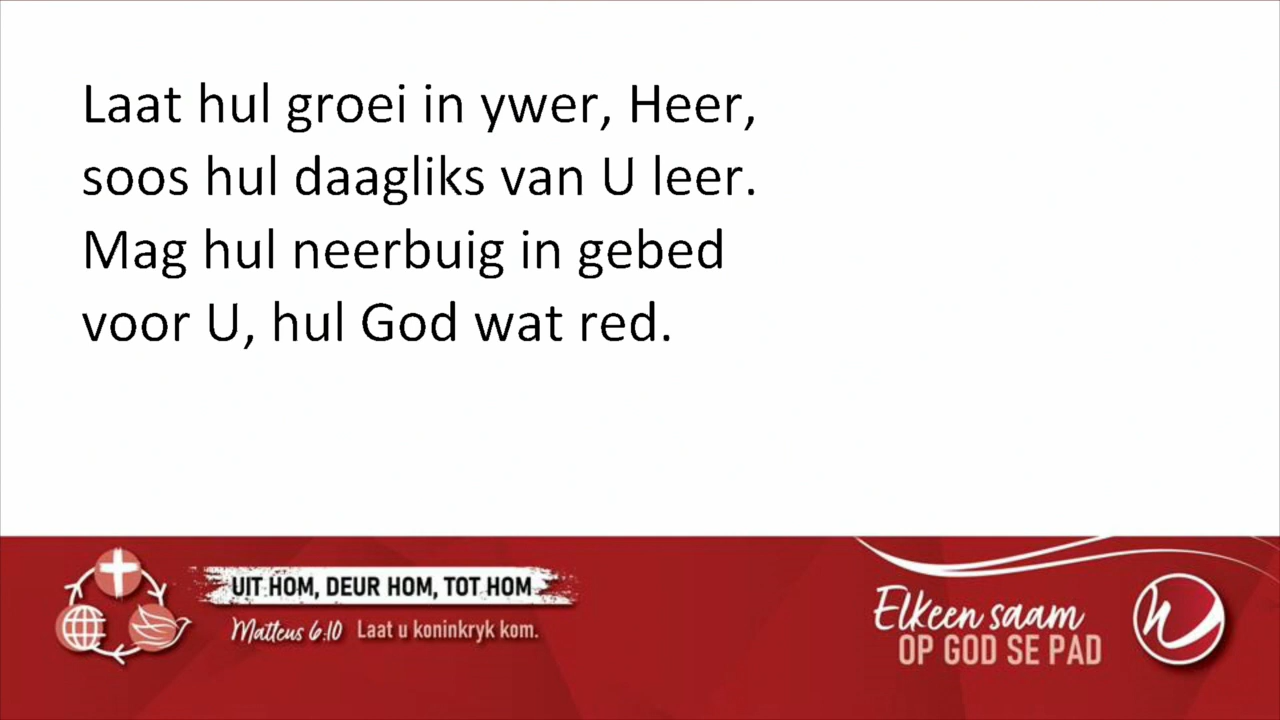 Laat hul groei in ywer, Heer,
soos hul daagliks van U leer.
Mag hul neerbuig in gebed
voor U, hul God wat red.
UIT HOM, DEUR HOM, TOT HOM
Matteus 6:10 Laat u koninkryk kom.
Elkeen saam
OP GOD SE PAD